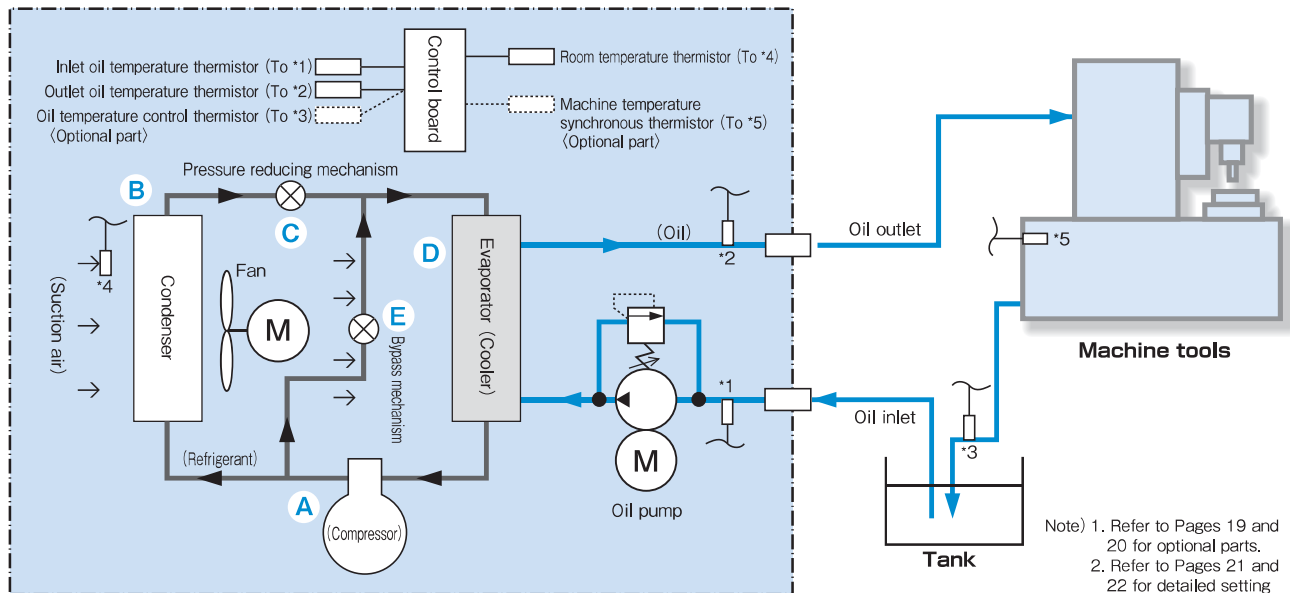 Inlet oil temperature thermistor (To *1)
Outlet oil temperature thermistor (To *2)
Oil temperature control thermistor (To *3)
〈Optional part〉
Control board
Room temperature thermistor (To *4)
Machine temperature
synchronous thermistor (To *5)
〈Optional part〉
Pressure reducing mechanism
B
C
D
(Oil)
*2
Oil outlet
*5
*4
(Suction air)
Condenser
Fan
M
E
Bypass mechanism
Evaporator (Cooler)
Machine tools
*1
Oil inlet
*3
(Refrigerant)
A
(Compressor)
M
Oil pump
Tank
Note) 1. Refer to Pages 19 and
20 for optional parts.
2. Refer to Pages 21 and
22 for detailed setting